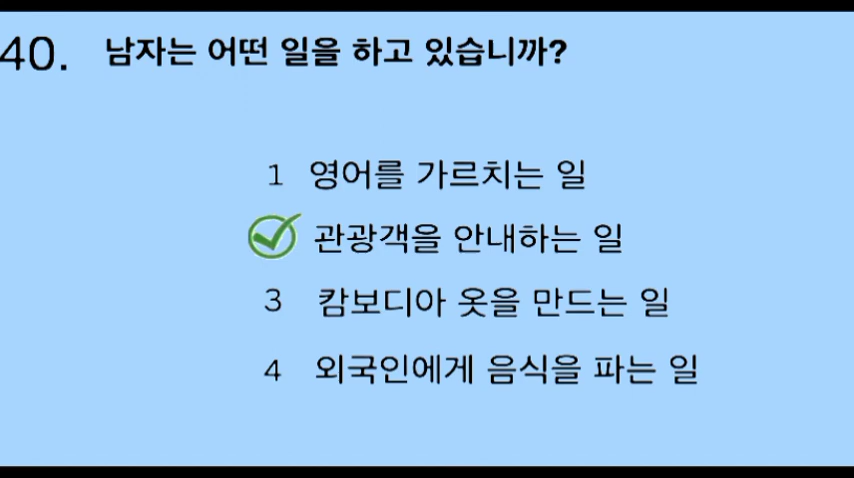 40. 남자는 어떤 일을 하고 있습니까?
1 영어를 가르치는 일
관광객을 안내하는 일
3 캄보디아 옷을 만드는 일
4 외국인에게 음식을 파는 일